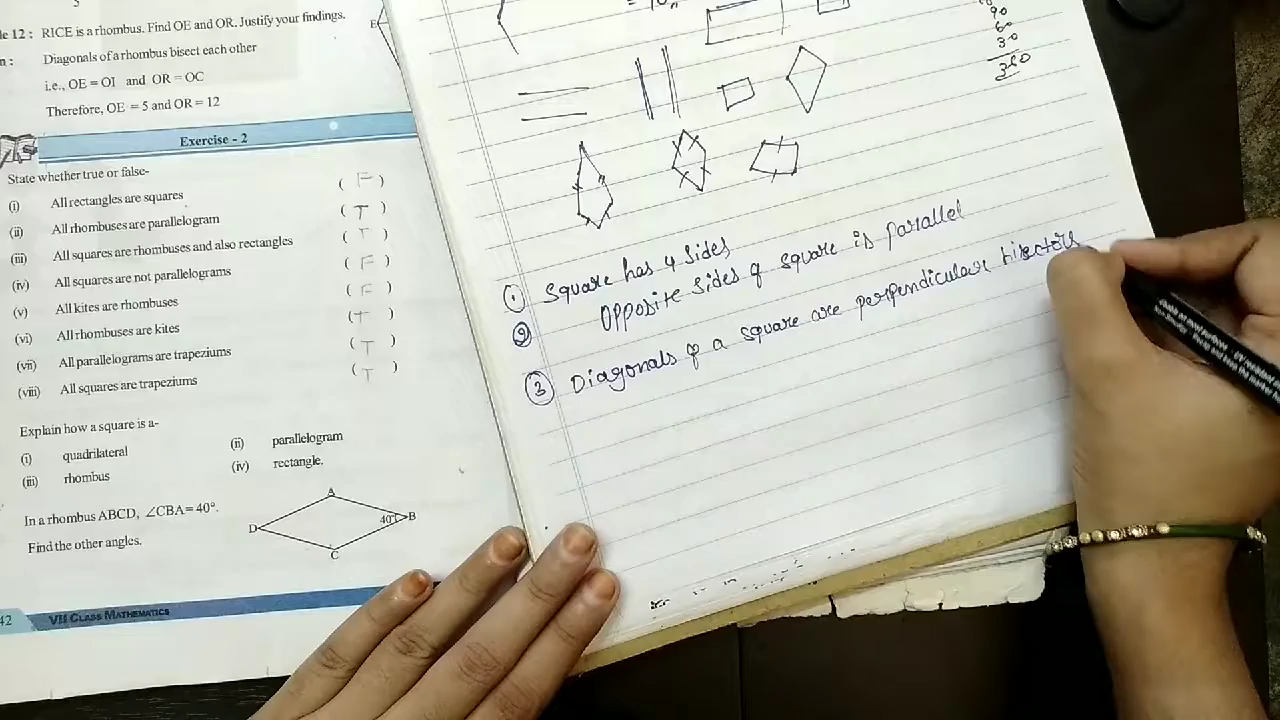 le 12 : RICE is a rhombus. Find OE and OR. Justify your findings.
n : Diagonals of a rhombus bisect each other
i.e., OE = OI and OR = OC
Therefore, OE = 5 and OR = 12
E
Exercise - 2
State whether true or false-
(i) All rectangles are squares ( F )
(ii) All rhombuses are parallelogram ( T )
(iii) All squares are rhombuses and also rectangles ( T )
(iv) All squares are not parallelograms ( F )
(v) All kites are rhombuses ( F )
(vi) All rhombuses are kites ( T )
(vii) All parallelograms are trapeziums ( T )
(viii) All squares are trapeziums ( T )
Explain how a square is a-
(i) quadrilateral (ii) parallelogram
(iii) rhombus (iv) rectangle.
In a rhombus ABCD, ∠CBA = 40°.
Find the other angles.
A
D 40° B
C
42 VII CLASS MATHEMATICS
90
60
30
360
① Square has 4 sides
② Opposite sides of square is parallel
③ Diagonals of a square are perpendicular bisectors